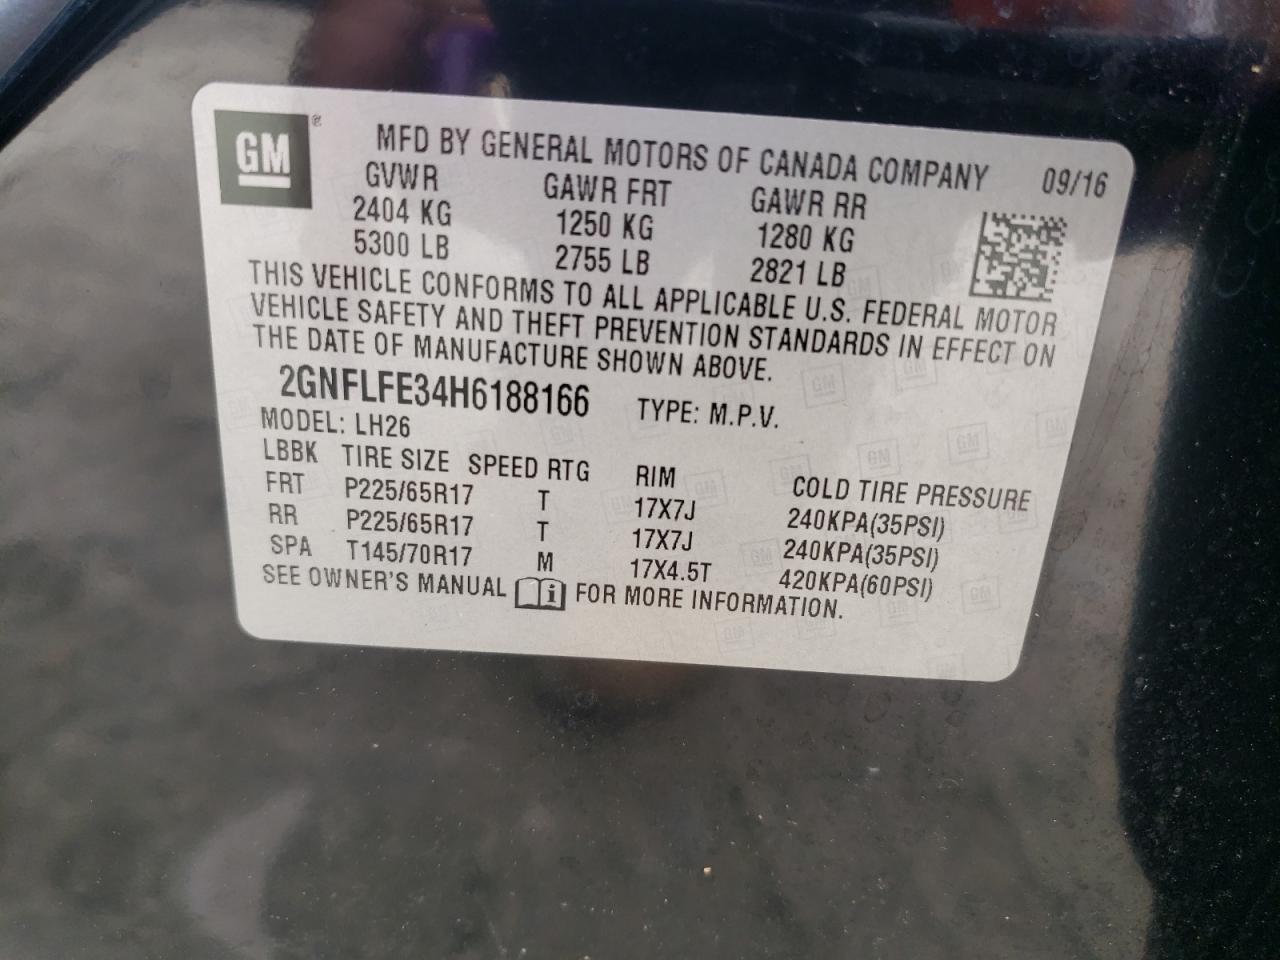 GM®
MFD BY GENERAL MOTORS OF CANADA COMPANY 09/16
GVWR GAWR FRT GAWR RR
2404 KG 1250 KG 1280 KG
5300 LB 2755 LB 2821 LB
THIS VEHICLE CONFORMS TO ALL APPLICABLE U.S. FEDERAL MOTOR
VEHICLE SAFETY AND THEFT PREVENTION STANDARDS IN EFFECT ON
THE DATE OF MANUFACTURE SHOWN ABOVE.
2GNFLFE34H6188166 TYPE: M.P.V.
MODEL: LH26
LBBK TIRE SIZE SPEED RTG RIM COLD TIRE PRESSURE
FRT P225/65R17 T 17X7J 240KPA(35PSI)
RR P225/65R17 T 17X7J 240KPA(35PSI)
SPA T145/70R17 M 17X4.5T 420KPA(60PSI)
SEE OWNER'S MANUAL i FOR MORE INFORMATION.